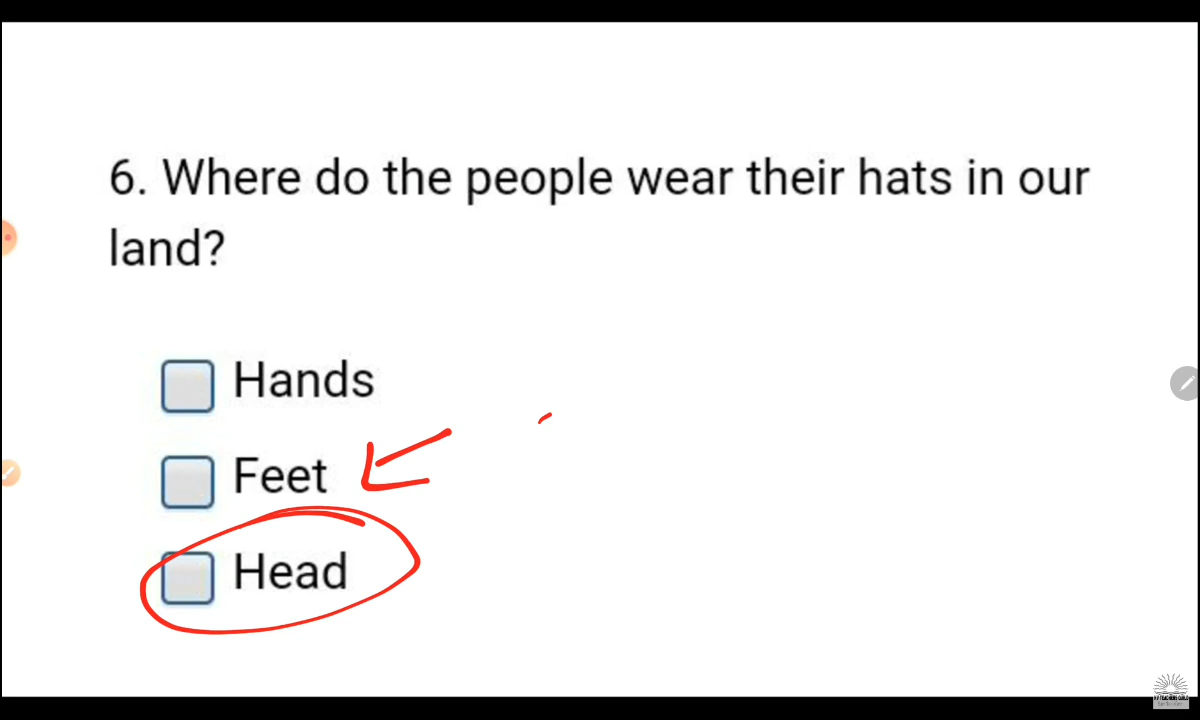 6. Where do the people wear their hats in our
land?
Hands
Feet
Head